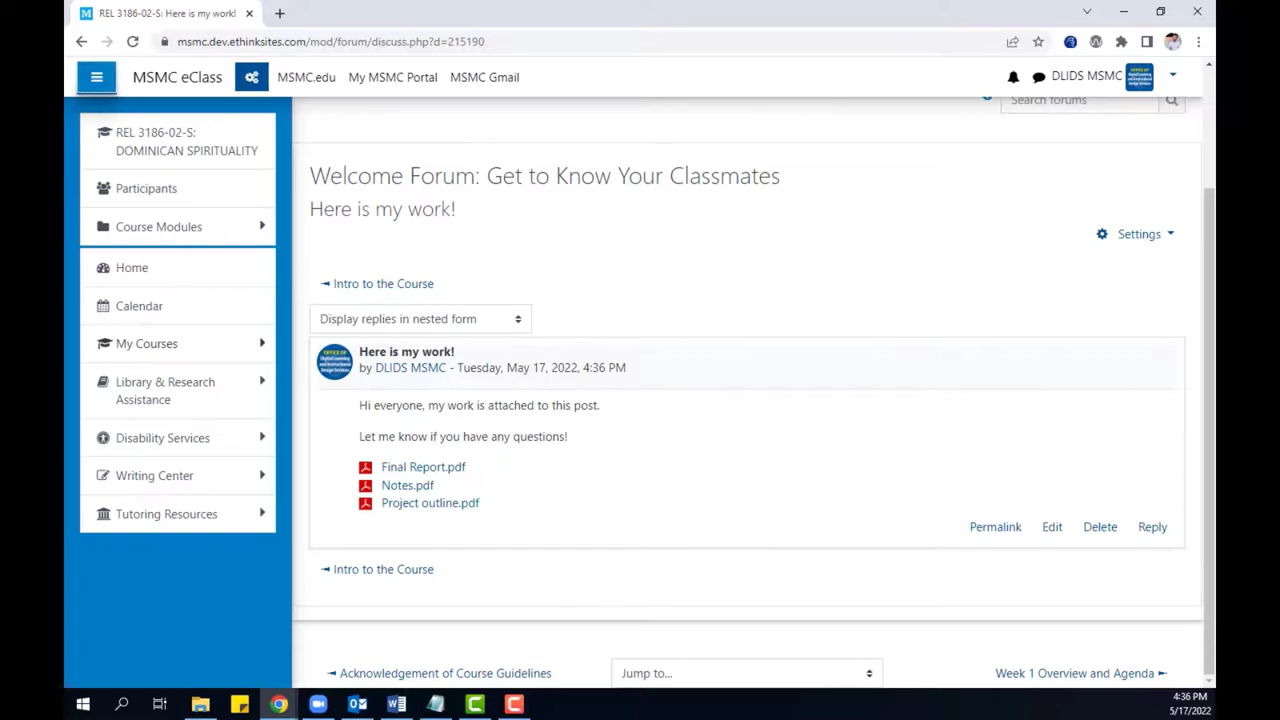 REL 3186-02-S: Here is my work!
msmc.dev.ethinksites.com/mod/forum/discuss.php?d=215190
MSMC eClass
MSMC.edu
My MSMC Portal
MSMC Gmail
DLIDS MSMC
Search forums
REL 3186-02-S:
DOMINICAN SPIRITUALITY
Participants
Course Modules
Home
Calendar
My Courses
Library & Research
Assistance
Disability Services
Writing Center
Tutoring Resources
Welcome Forum: Get to Know Your Classmates
Here is my work!
Settings
Intro to the Course
Display replies in nested form
Here is my work!
by DLIDS MSMC - Tuesday, May 17, 2022, 4:36 PM
Hi everyone, my work is attached to this post.
Let me know if you have any questions!
Final Report.pdf
Notes.pdf
Project outline.pdf
Permalink
Edit
Delete
Reply
Intro to the Course
Acknowledgement of Course Guidelines
Jump to...
Week 1 Overview and Agenda
4:36 PM
5/17/2022